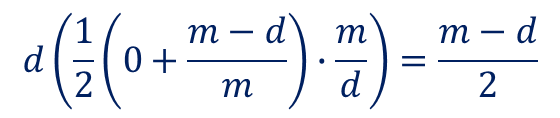 d(1/2(0 + (m − d)/m) · m/d) = (m − d)/2